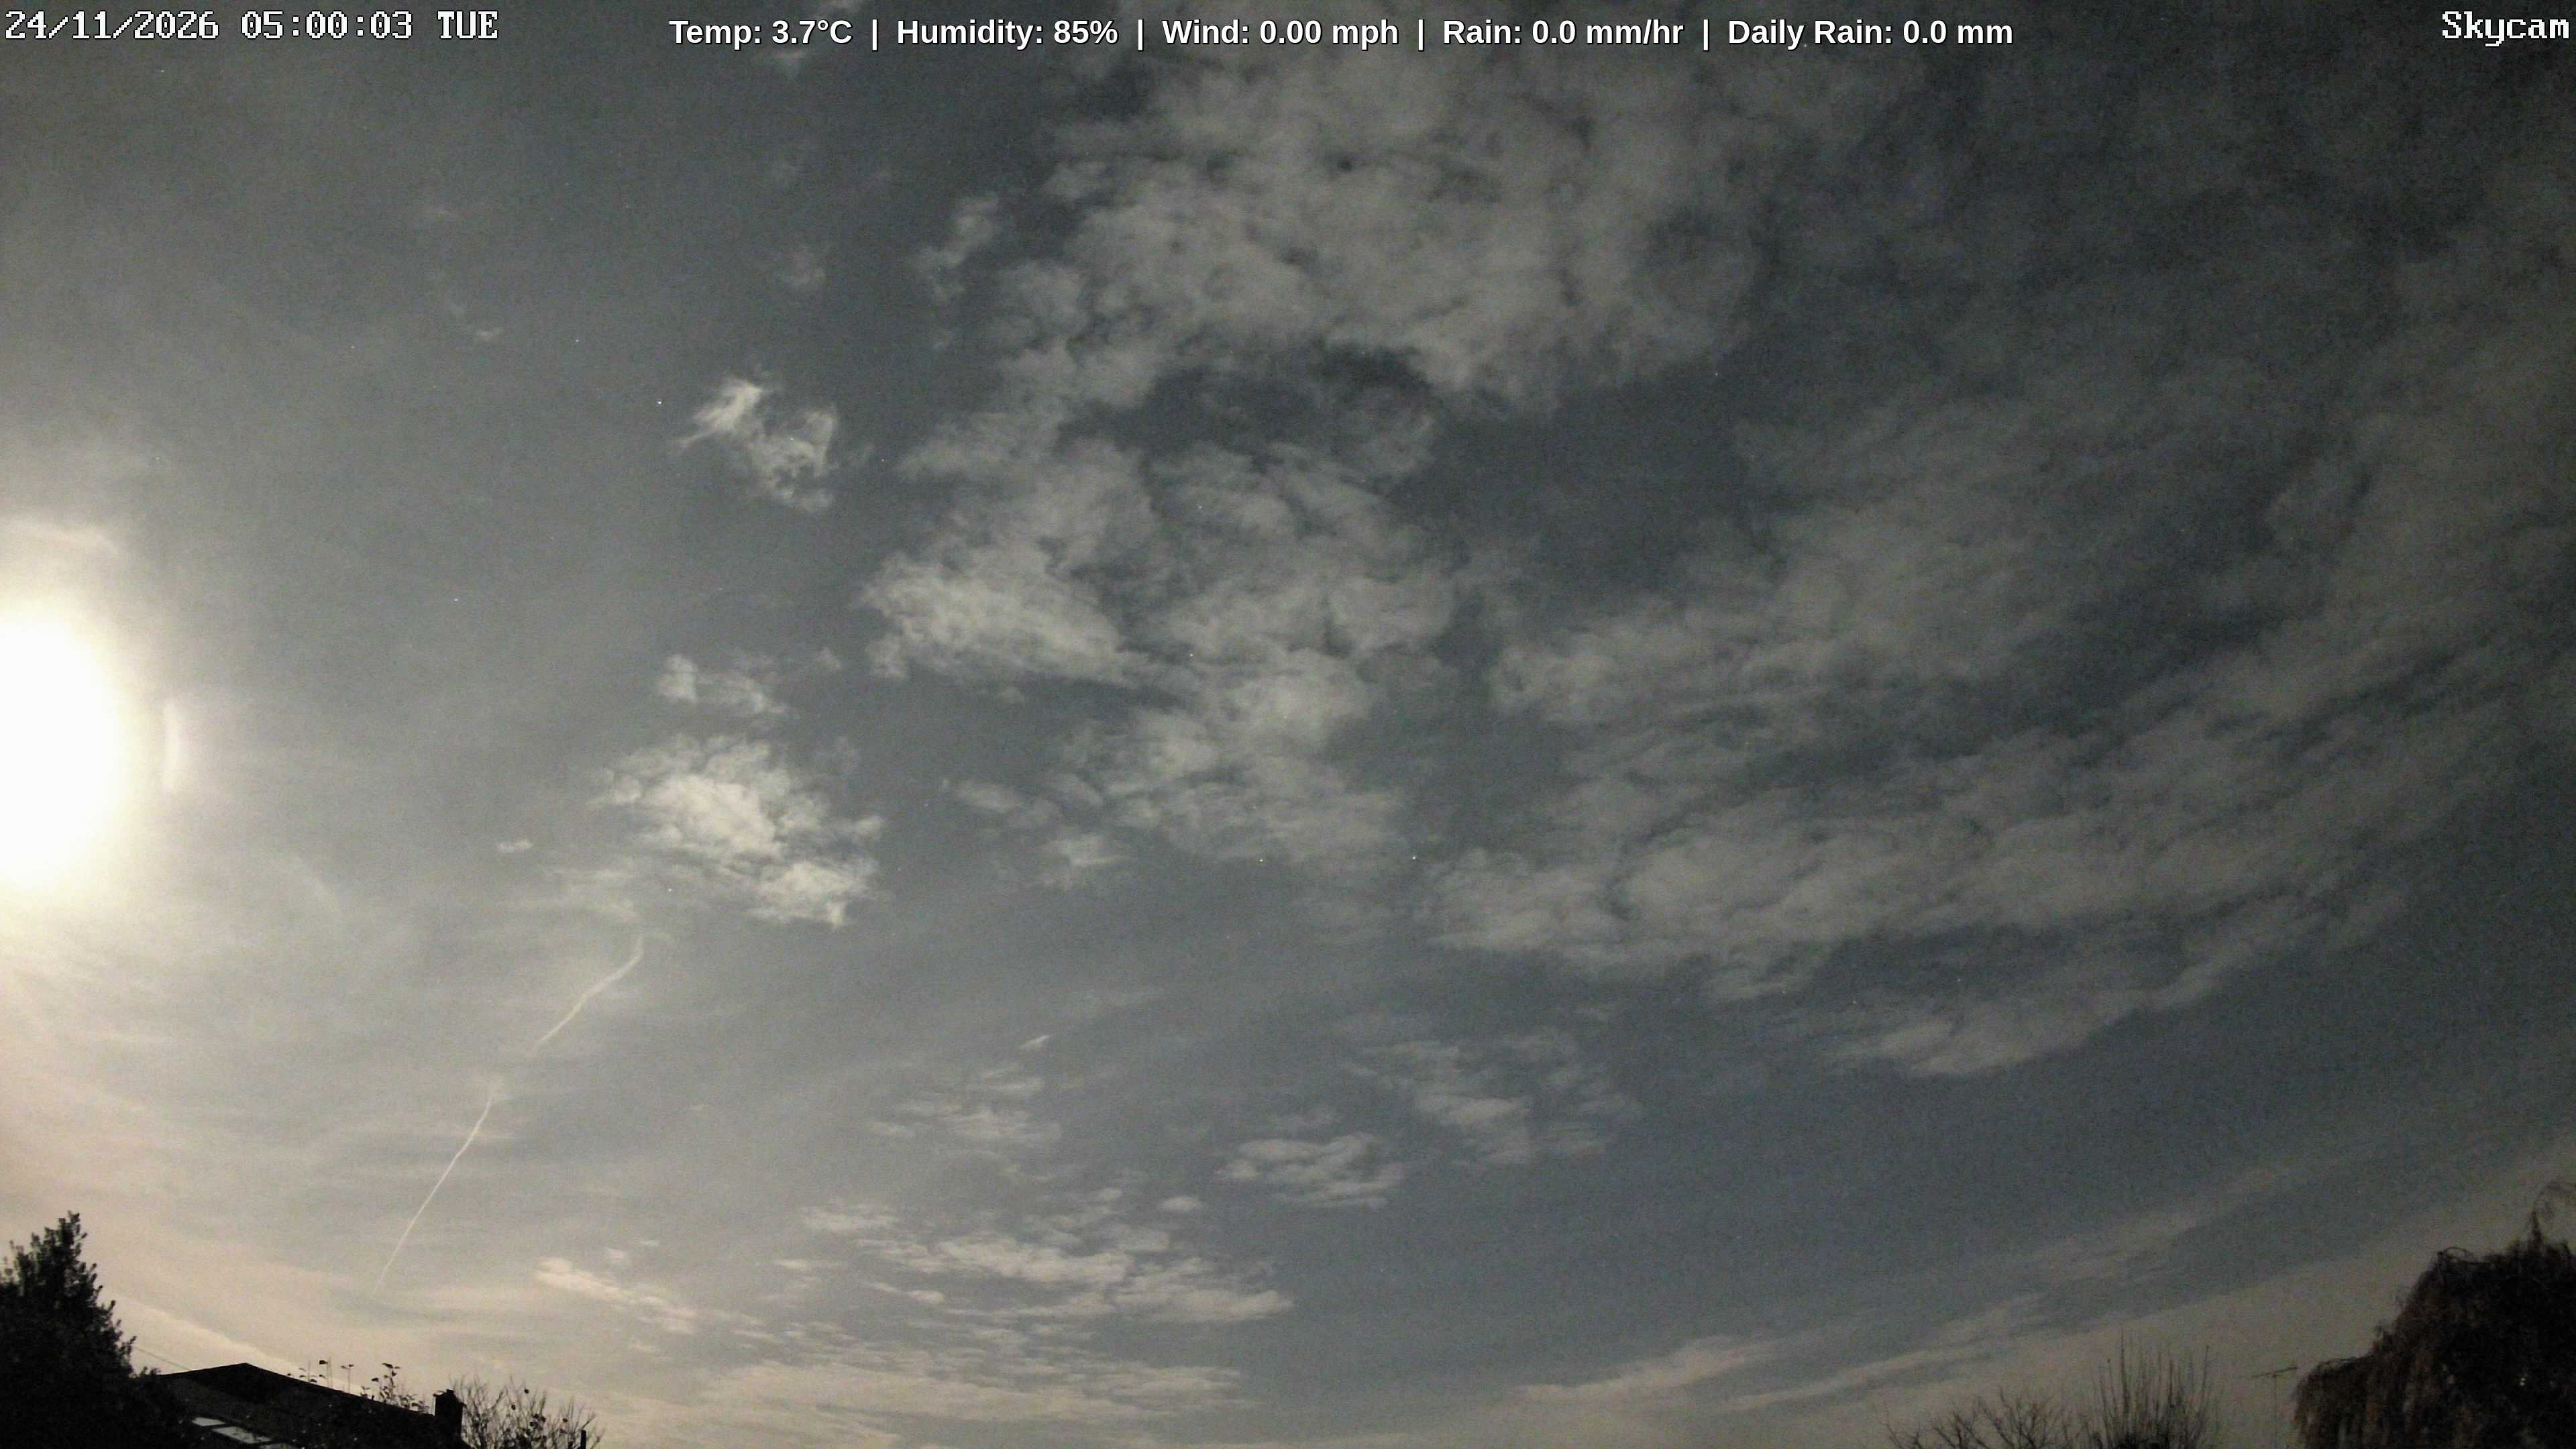 24/11/2026 05:00:03 TUE
Temp: 3.7°C | Humidity: 85% | Wind: 0.00 mph | Rain: 0.0 mm/hr | Daily Rain: 0.0 mm
Skycam